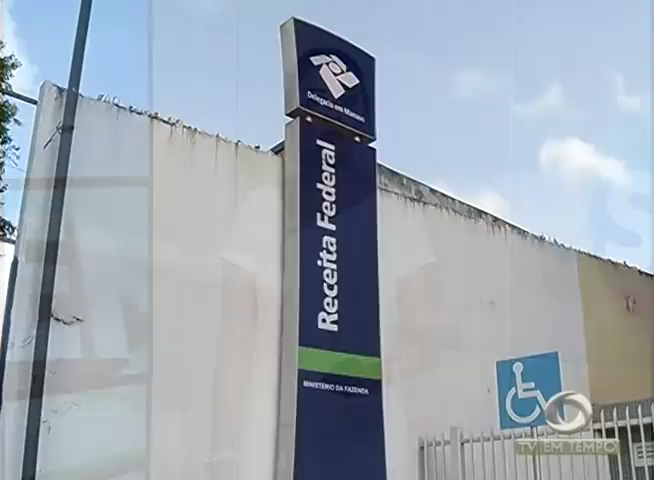 Delegacia em Manaus
Receita Federal
MINISTÉRIO DA FAZENDA
TV EM TEMPO